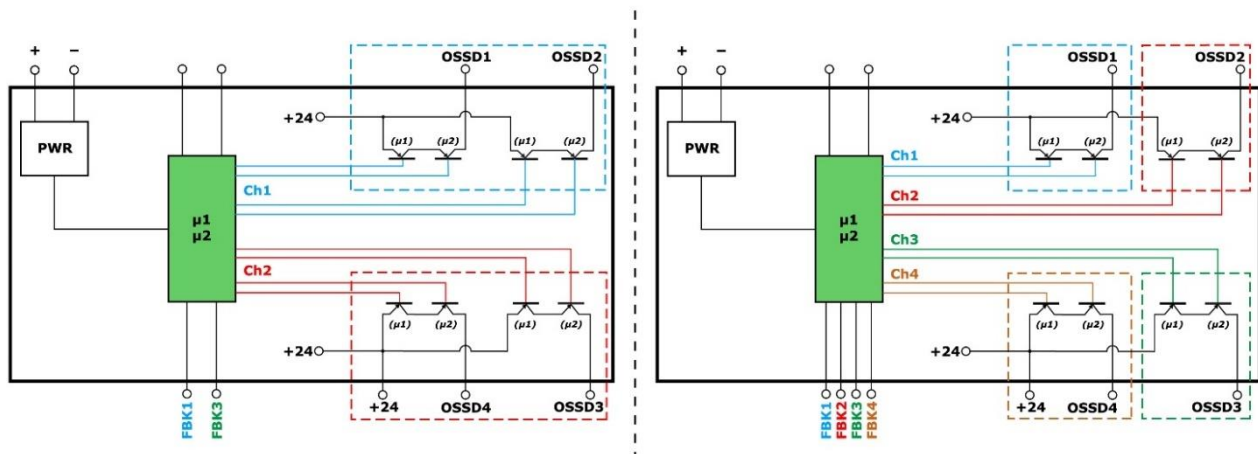 + −
OSSD1 OSSD2
+24
(µ1) (µ2) (µ1) (µ2)
PWR
Ch1
µ1
µ2
Ch2
(µ1) (µ2) (µ1) (µ2)
+24
FBK1 FBK3
+24 OSSD4 OSSD3
+ −
OSSD1 OSSD2
+24
(µ1) (µ2) (µ1) (µ2)
PWR
Ch1
Ch2
µ1
µ2
Ch3
Ch4
(µ1) (µ2) (µ1) (µ2)
+24
FBK1 FBK2 FBK3 FBK4
+24 OSSD4 OSSD3